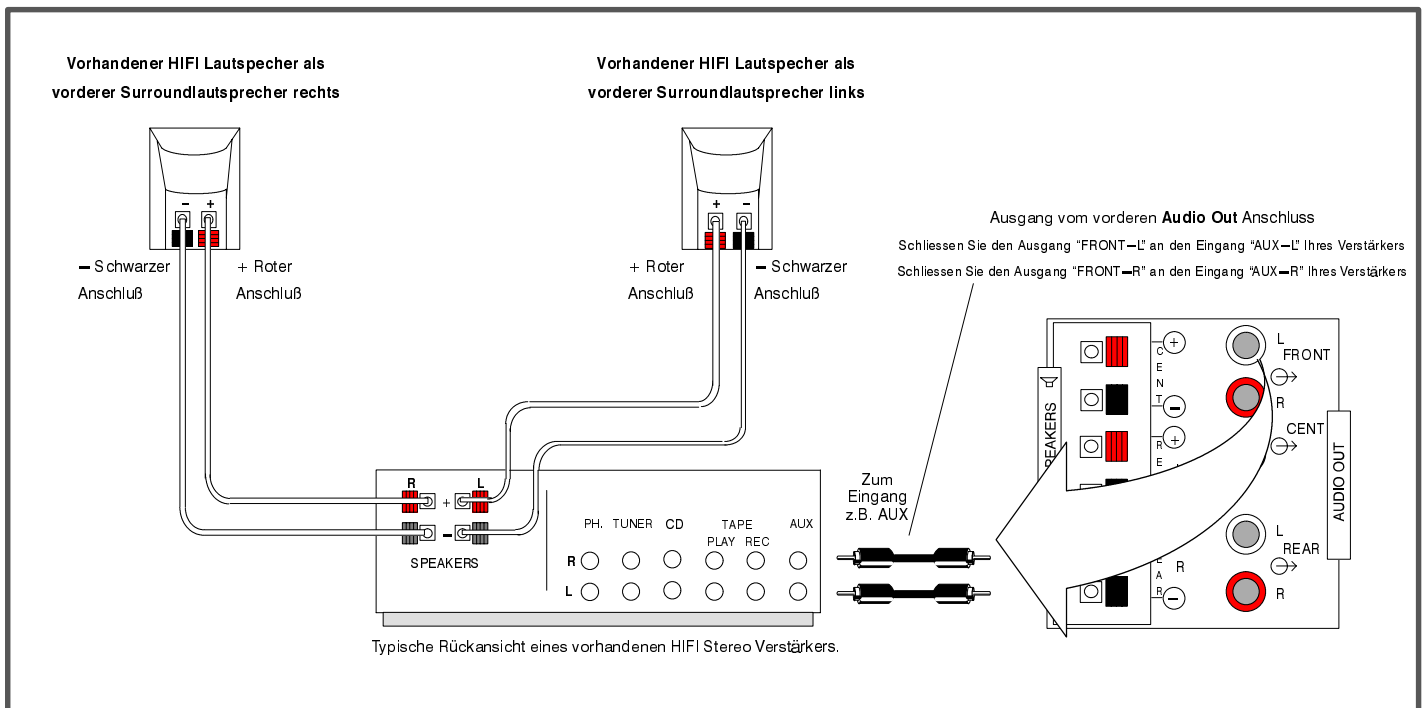 Vorhandener HIFI Lautspecher als
vorderer Surroundlautsprecher rechts
Vorhandener HIFI Lautspecher als
vorderer Surroundlautsprecher links
− +
+ −
− Schwarzer
Anschluß
+ Roter
Anschluß
+ Roter
Anschluß
− Schwarzer
Anschluß
Ausgang vom vorderen Audio Out Anschluss
Schliessen Sie den Ausgang “FRONT−L” an den Eingang “AUX−L” Ihres Verstärkers
Schliessen Sie den Ausgang “FRONT−R” an den Eingang “AUX−R” Ihres Verstärkers
R L
+
−
SPEAKERS
PH. TUNER CD TAPE AUX
PLAY REC
R
L
Zum
Eingang
z.B. AUX
CENT
+
−
+
−
L
FRONT
R
CENT
L
REAR
R
R
AUDIO OUT
Typische Rückansicht eines vorhandenen HIFI Stereo Verstärkers.